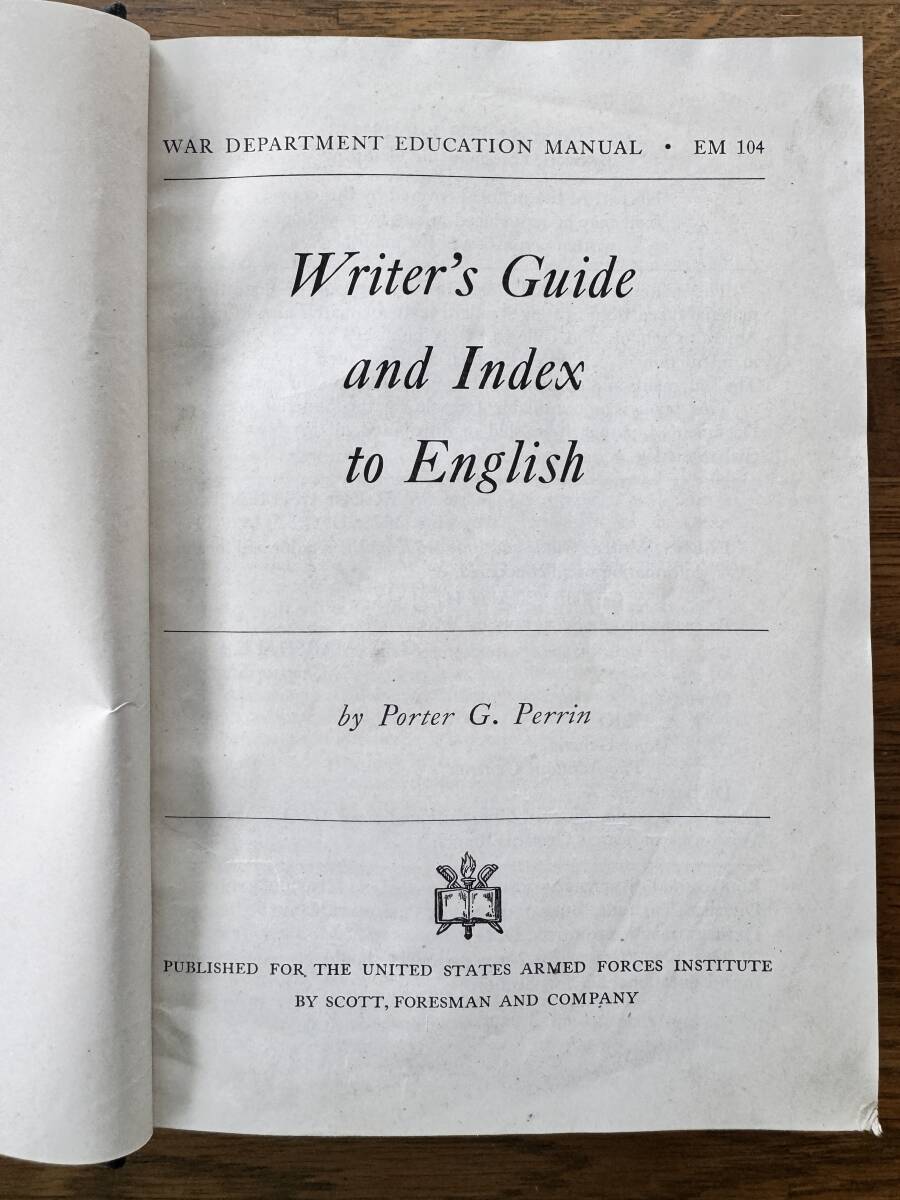 WAR DEPARTMENT EDUCATION MANUAL • EM 104
Writer's Guide
and Index
to English
by Porter G. Perrin
PUBLISHED FOR THE UNITED STATES ARMED FORCES INSTITUTE
BY SCOTT, FORESMAN AND COMPANY